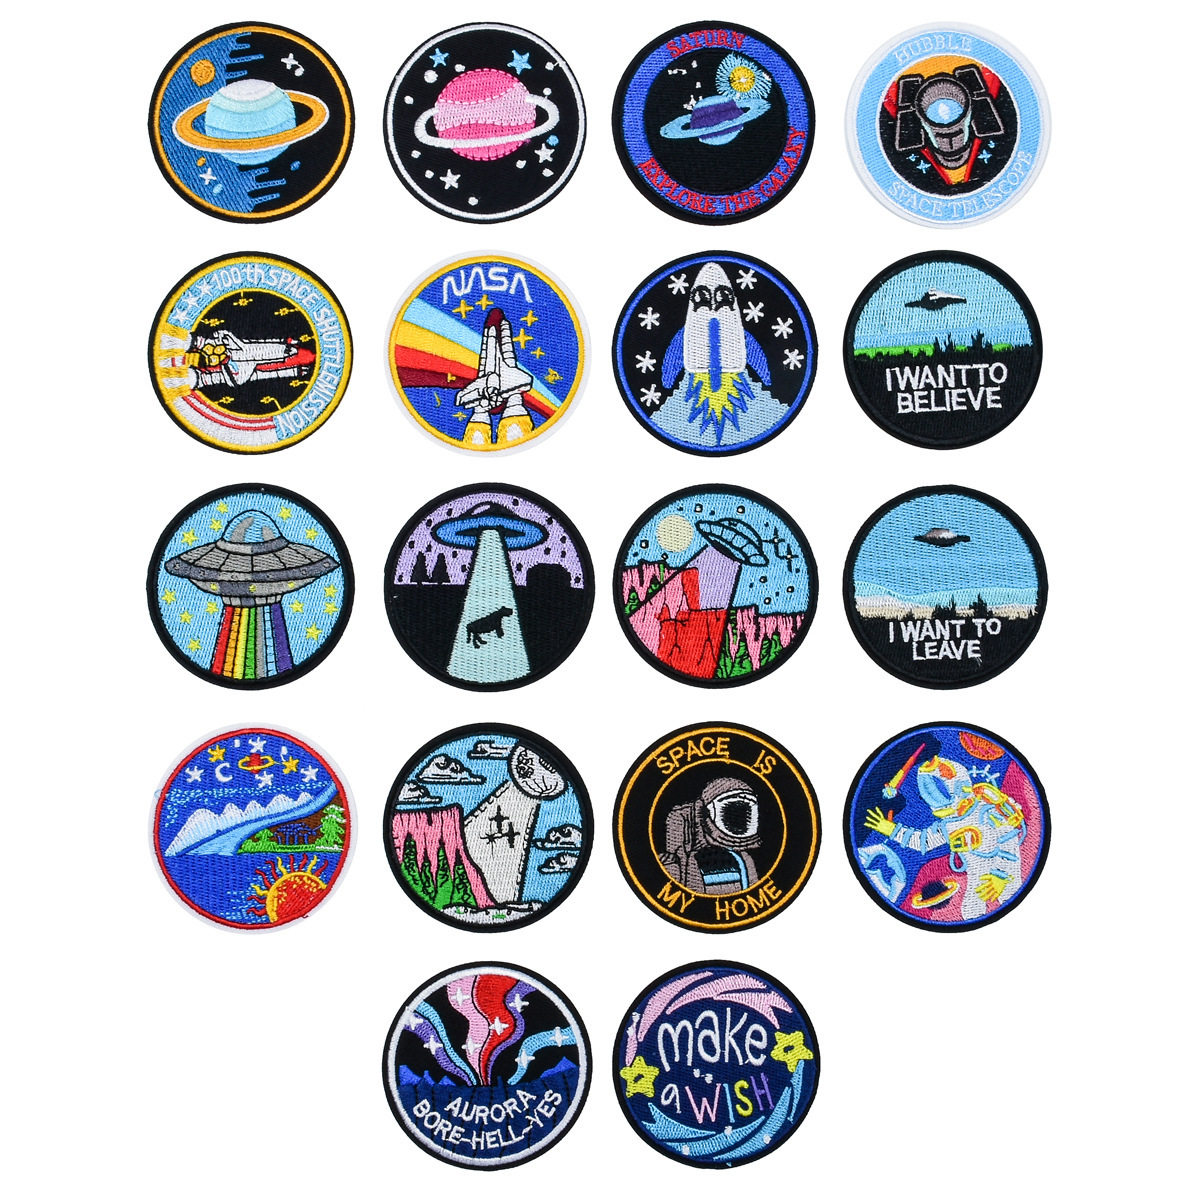 SATURN
EXPLORE THE GALAXY
HUBBLE
SPACE TELESCOPE
100th SPACE SHUTTLE MISSION
NASA
I WANT TO
BELIEVE
I WANT TO
LEAVE
SPACE IS
MY HOME
AURORA
BORE-HELL-YES
make
a WISH